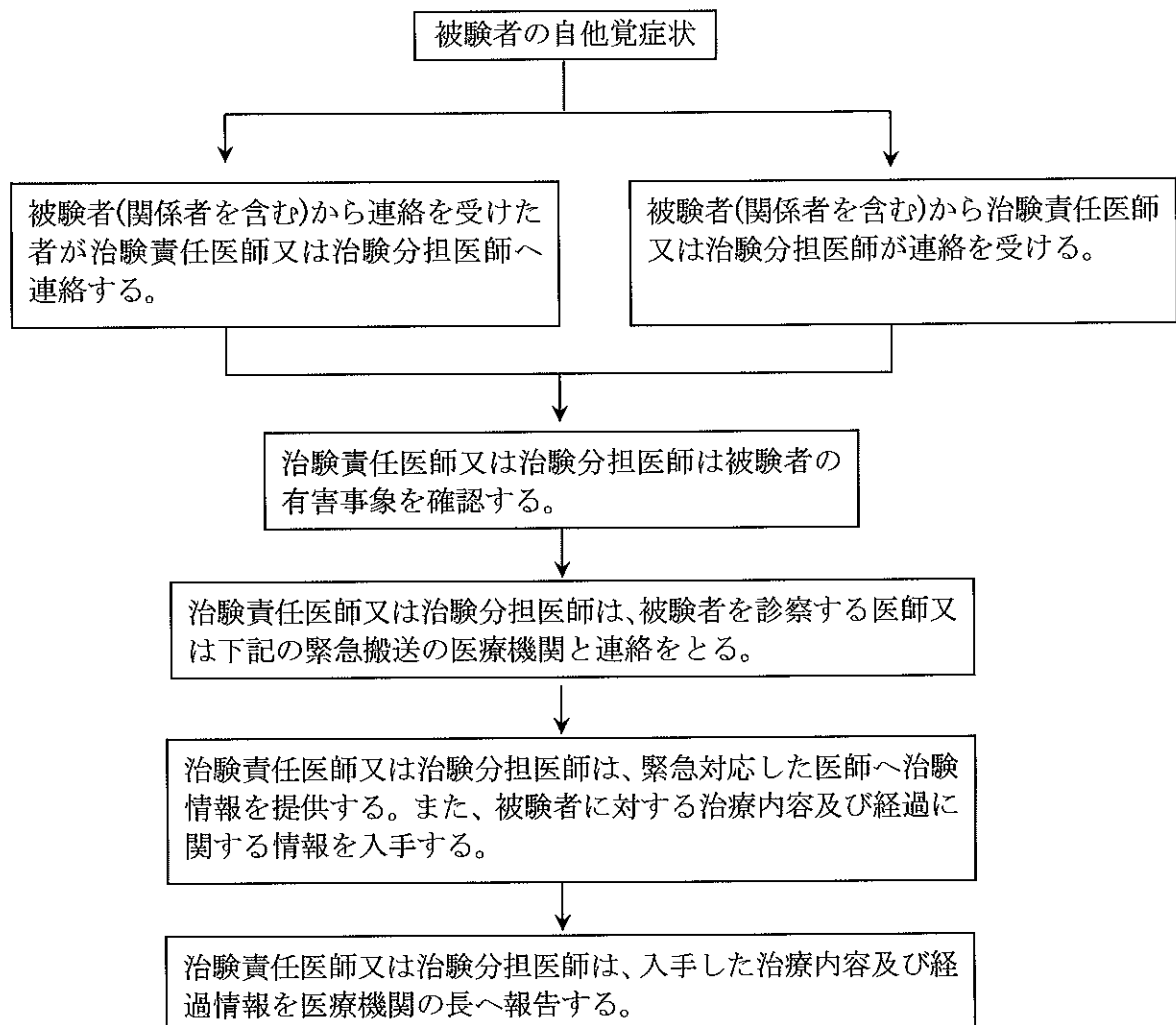 被験者の自他覚症状
被験者(関係者を含む)から連絡を受けた
者が治験責任医師又は治験分担医師へ
連絡する。
被験者(関係者を含む)から治験責任医師
又は治験分担医師が連絡を受ける。
治験責任医師又は治験分担医師は被験者の
有害事象を確認する。
治験責任医師又は治験分担医師は、被験者を診察する医師又
は下記の緊急搬送の医療機関と連絡をとる。
治験責任医師又は治験分担医師は、緊急対応した医師へ治験
情報を提供する。また、被験者に対する治療内容及び経過に
関する情報を入手する。
治験責任医師又は治験分担医師は、入手した治療内容及び経
過情報を医療機関の長へ報告する。